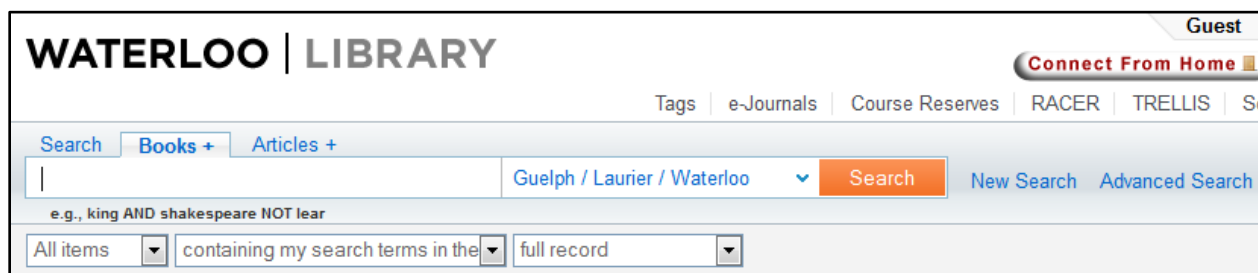 Guest
WATERLOO | LIBRARY
Connect From Home
Tags e-Journals Course Reserves RACER TRELLIS
Search Books + Articles +
Guelph / Laurier / Waterloo Search New Search Advanced Search
e.g., king AND shakespeare NOT lear
All items containing my search terms in the full record